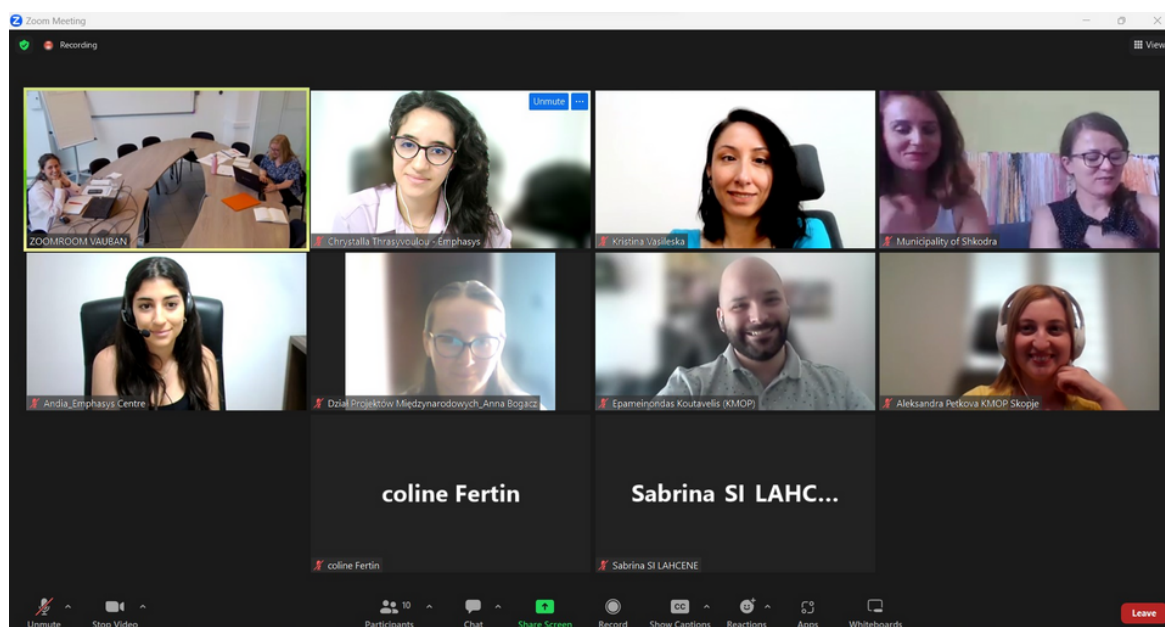 Zoom Meeting
Recording
View
Unmute
ZOOMROOM VAUBAN
Chrystalla Thrasyvoulou - Emphasys
Kristina Vasileska
Municipality of Shkodra
Andia_Emphasys Centre
Dział Projektów Międzynarodowych_Anna Bogacz
Epameinondas Koutavelis (KMOP)
Aleksandra Petkova KMOP Skopje
coline Fertin
Sabrina SI LAHC...
coline Fertin
Sabrina SI LAHCENE
10
CC
Leave
Unmute
Stop Video
Participants
Chat
Share Screen
Record
Show Captions
Reactions
Apps
Whiteboards